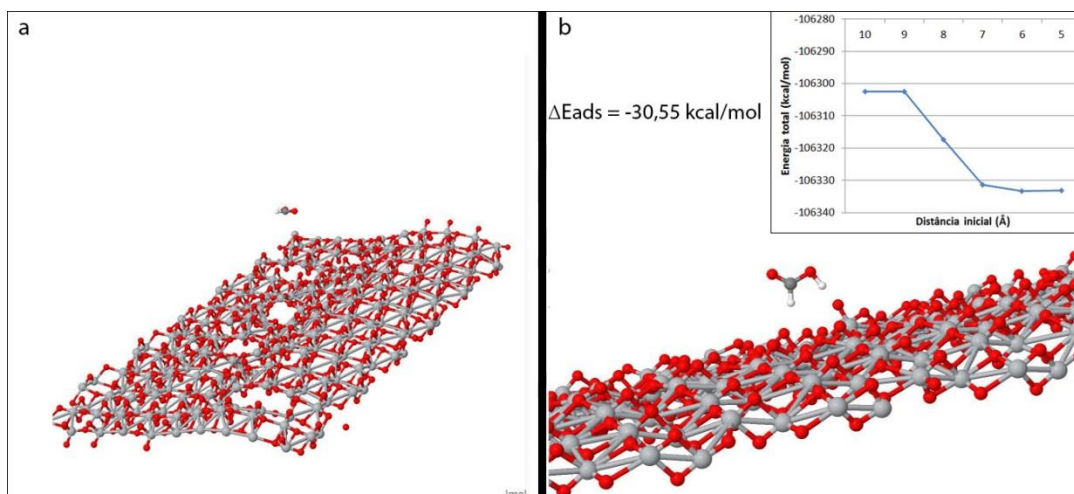 a
b
ΔEads = -30,55 kcal/mol
-106280
10 9 8 7 6 5
-106290
-106300
-106310
-106320
-106330
-106340
Energia total (kcal/mol)
Distância inicial (Å)